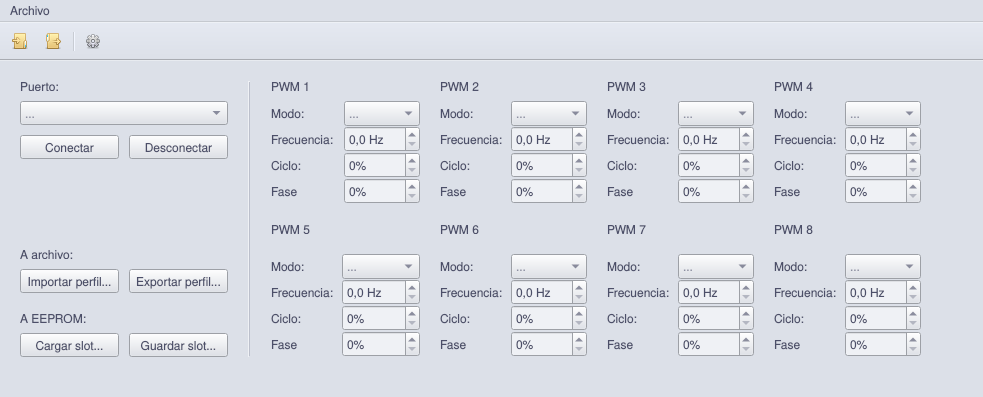 Archivo
Puerto:
...
Conectar Desconectar
A archivo:
Importar perfil... Exportar perfil...
A EEPROM:
Cargar slot... Guardar slot...
PWM 1 PWM 2 PWM 3 PWM 4
Modo: ... Modo: ... Modo: ... Modo: ...
Frecuencia: 0,0 Hz Frecuencia: 0,0 Hz Frecuencia: 0,0 Hz Frecuencia: 0,0 Hz
Ciclo: 0% Ciclo: 0% Ciclo: 0% Ciclo: 0%
Fase 0% Fase 0% Fase 0% Fase 0%
PWM 5 PWM 6 PWM 7 PWM 8
Modo: ... Modo: ... Modo: ... Modo: ...
Frecuencia: 0,0 Hz Frecuencia: 0,0 Hz Frecuencia: 0,0 Hz Frecuencia: 0,0 Hz
Ciclo: 0% Ciclo: 0% Ciclo: 0% Ciclo: 0%
Fase 0% Fase 0% Fase 0% Fase 0%